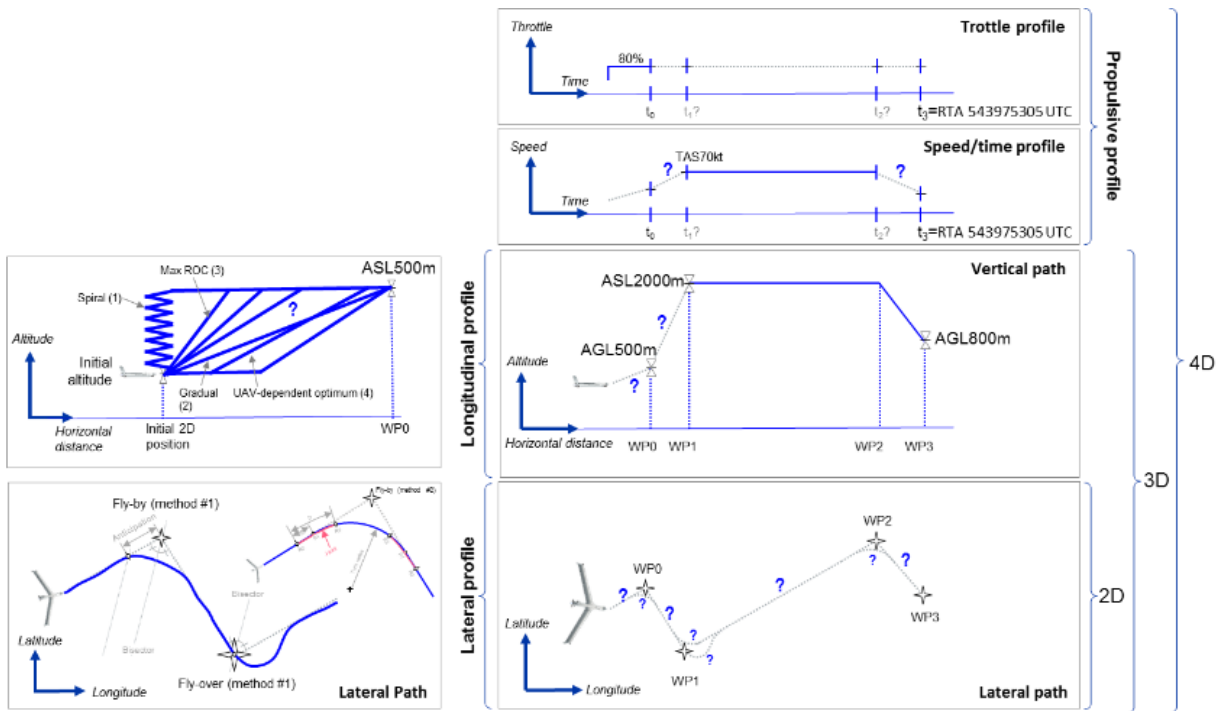 Throttle
Trottle profile
80%
Time
t0
t1?
t2?
t3=RTA 543975305 UTC
Speed
Speed/time profile
TAS70kt
?
?
Time
t0
t1?
t2?
t3=RTA 543975305 UTC
Propulsive profile
Max ROC (3)
ASL500m
Spiral (1)
?
Altitude
Initial
altitude
Gradual
(2)
UAV-dependent optimum (4)
Horizontal
distance
Initial 2D
position
WP0
Longitudinal profile
Vertical path
ASL2000m
?
AGL500m
AGL800m
Altitude
?
Horizontal distance
WP0
WP1
WP2
WP3
4D
3D
Fly-by (method #1)
Anticipation
Bisector
Bisector
Latitude
Longitude
Fly-over (method #1)
Lateral Path
Lateral profile
WP2
WP0
?
?
?
?
?
?
?
?
WP3
WP1
Latitude
Longitude
Lateral path
2D